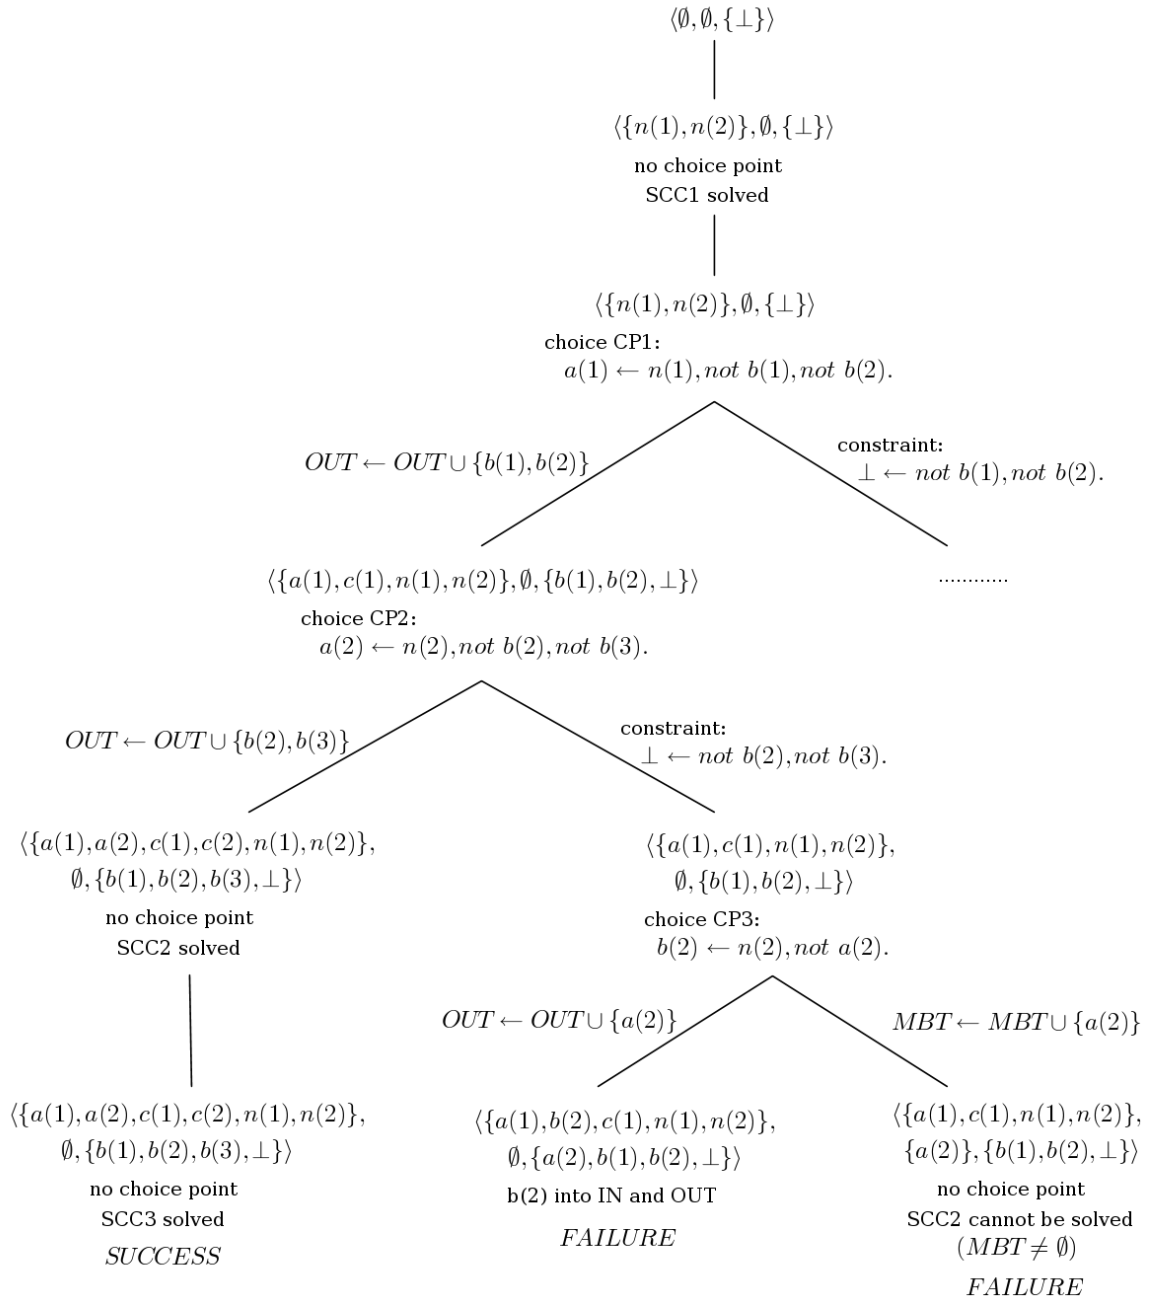 ⟨∅, ∅, {⊥}⟩
⟨{n(1), n(2)}, ∅, {⊥}⟩
no choice point
SCC1 solved
⟨{n(1), n(2)}, ∅, {⊥}⟩
choice CP1:
a(1) ← n(1), not b(1), not b(2).
OUT ← OUT ∪ {b(1), b(2)}
constraint:
⊥ ← not b(1), not b(2).
⟨{a(1), c(1), n(1), n(2)}, ∅, {b(1), b(2), ⊥}⟩
............
choice CP2:
a(2) ← n(2), not b(2), not b(3).
OUT ← OUT ∪ {b(2), b(3)}
constraint:
⊥ ← not b(2), not b(3).
⟨{a(1), a(2), c(1), c(2), n(1), n(2)},
∅, {b(1), b(2), b(3), ⊥}⟩
no choice point
SCC2 solved
⟨{a(1), c(1), n(1), n(2)},
∅, {b(1), b(2), ⊥}⟩
choice CP3:
b(2) ← n(2), not a(2).
OUT ← OUT ∪ {a(2)}
MBT ← MBT ∪ {a(2)}
⟨{a(1), a(2), c(1), c(2), n(1), n(2)},
∅, {b(1), b(2), b(3), ⊥}⟩
no choice point
SCC3 solved
SUCCESS
⟨{a(1), b(2), c(1), n(1), n(2)},
∅, {a(2), b(1), b(2), ⊥}⟩
b(2) into IN and OUT
FAILURE
⟨{a(1), c(1), n(1), n(2)},
{a(2)}, {b(1), b(2), ⊥}⟩
no choice point
SCC2 cannot be solved
(MBT ≠ ∅)
FAILURE